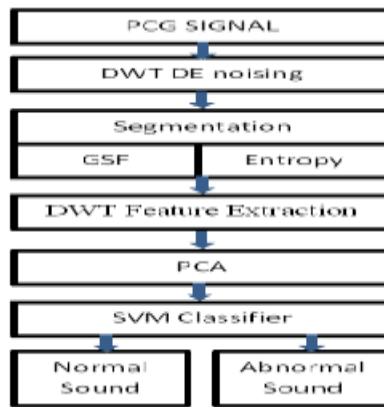 PCG SIGNAL
DWT DE noising
Segmentation
GSF Entropy
DWT Feature Extraction
PCA
SVM Classifier
Normal Abnormal
Sound Sound